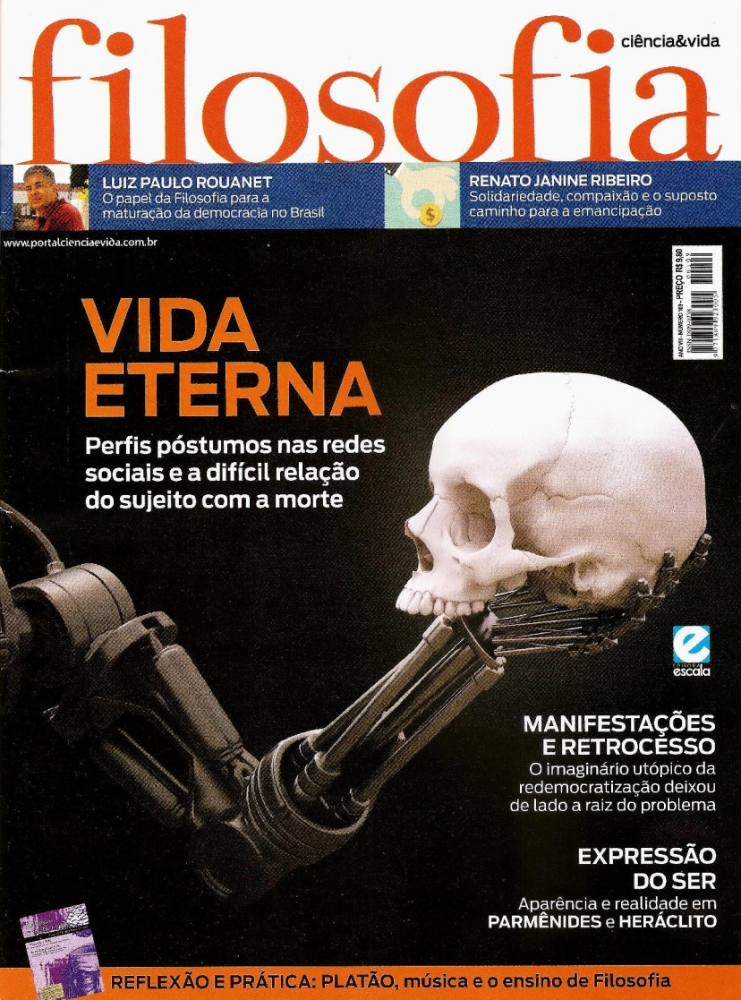 filosofia
ciência&vida
LUIZ PAULO ROUANET
O papel da Filosofia para a
maturação da democracia no Brasil
RENATO JANINE RIBEIRO
Solidariedade, compaixão e o suposto
caminho para a emancipação
www.portalcienciaevida.com.br
ANO VIII - NÚMERO 109 - PREÇO R$ 9,80
VIDA
ETERNA
Perfis póstumos nas redes
sociais e a difícil relação
do sujeito com a morte
e
EDITORA
escala
MANIFESTAÇÕES
E RETROCESSO
O imaginário utópico da
redemocratização deixou
de lado a raiz do problema
EXPRESSÃO
DO SER
Aparência e realidade em
PARMÊNIDES e HERÁCLITO
REFLEXÃO E PRÁTICA: PLATÃO, música e o ensino de Filosofia